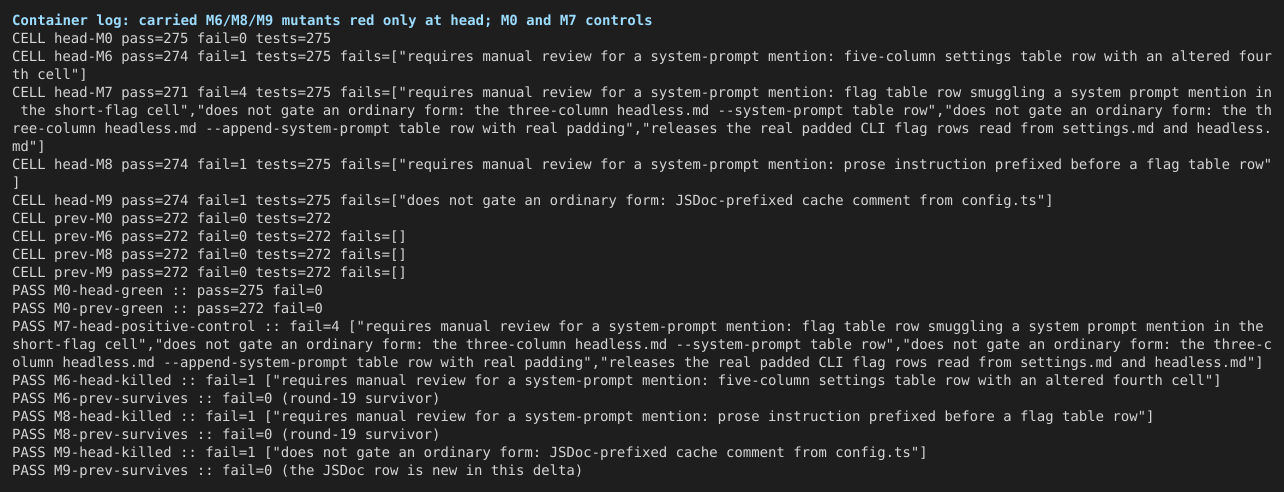 Container log: carried M6/M8/M9 mutants red only at head; M0 and M7 controls
CELL head-M0 pass=275 fail=0 tests=275
CELL head-M6 pass=274 fail=1 tests=275 fails=["requires manual review for a system-prompt mention: five-column settings table row with an altered four
th cell"]
CELL head-M7 pass=271 fail=4 tests=275 fails=["requires manual review for a system-prompt mention: flag table row smuggling a system prompt mention in
 the short-flag cell","does not gate an ordinary form: the three-column headless.md --system-prompt table row","does not gate an ordinary form: the th
ree-column headless.md --append-system-prompt table row with real padding","releases the real padded CLI flag rows read from settings.md and headless.
md"]
CELL head-M8 pass=274 fail=1 tests=275 fails=["requires manual review for a system-prompt mention: prose instruction prefixed before a flag table row"
]
CELL head-M9 pass=274 fail=1 tests=275 fails=["does not gate an ordinary form: JSDoc-prefixed cache comment from config.ts"]
CELL prev-M0 pass=272 fail=0 tests=272
CELL prev-M6 pass=272 fail=0 tests=272 fails=[]
CELL prev-M8 pass=272 fail=0 tests=272 fails=[]
CELL prev-M9 pass=272 fail=0 tests=272 fails=[]
PASS M0-head-green :: pass=275 fail=0
PASS M0-prev-green :: pass=272 fail=0
PASS M7-head-positive-control :: fail=4 ["requires manual review for a system-prompt mention: flag table row smuggling a system prompt mention in the
short-flag cell","does not gate an ordinary form: the three-column headless.md --system-prompt table row","does not gate an ordinary form: the three-c
olumn headless.md --append-system-prompt table row with real padding","releases the real padded CLI flag rows read from settings.md and headless.md"]
PASS M6-head-killed :: fail=1 ["requires manual review for a system-prompt mention: five-column settings table row with an altered fourth cell"]
PASS M6-prev-survives :: fail=0 (round-19 survivor)
PASS M8-head-killed :: fail=1 ["requires manual review for a system-prompt mention: prose instruction prefixed before a flag table row"]
PASS M8-prev-survives :: fail=0 (round-19 survivor)
PASS M9-head-killed :: fail=1 ["does not gate an ordinary form: JSDoc-prefixed cache comment from config.ts"]
PASS M9-prev-survives :: fail=0 (the JSDoc row is new in this delta)